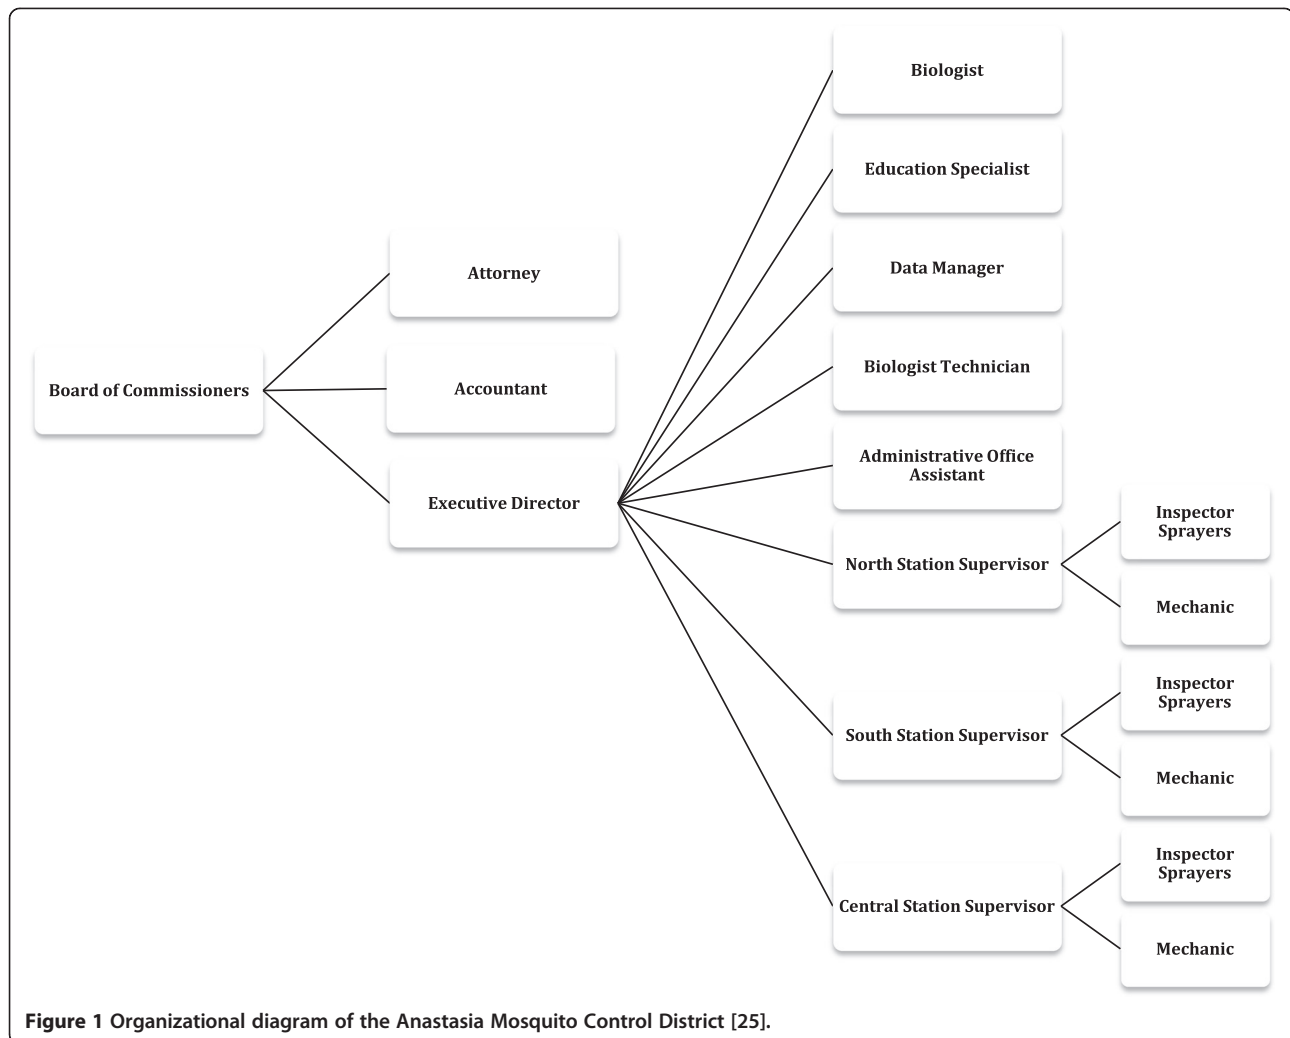 Biologist
Education Specialist
Attorney
Data Manager
Board of Commissioners
Accountant
Biologist Technician
Executive Director
Administrative Office
Assistant
North Station Supervisor
Inspector
Sprayers
Mechanic
South Station Supervisor
Inspector
Sprayers
Mechanic
Central Station Supervisor
Inspector
Sprayers
Mechanic
Figure 1 Organizational diagram of the Anastasia Mosquito Control District [25].